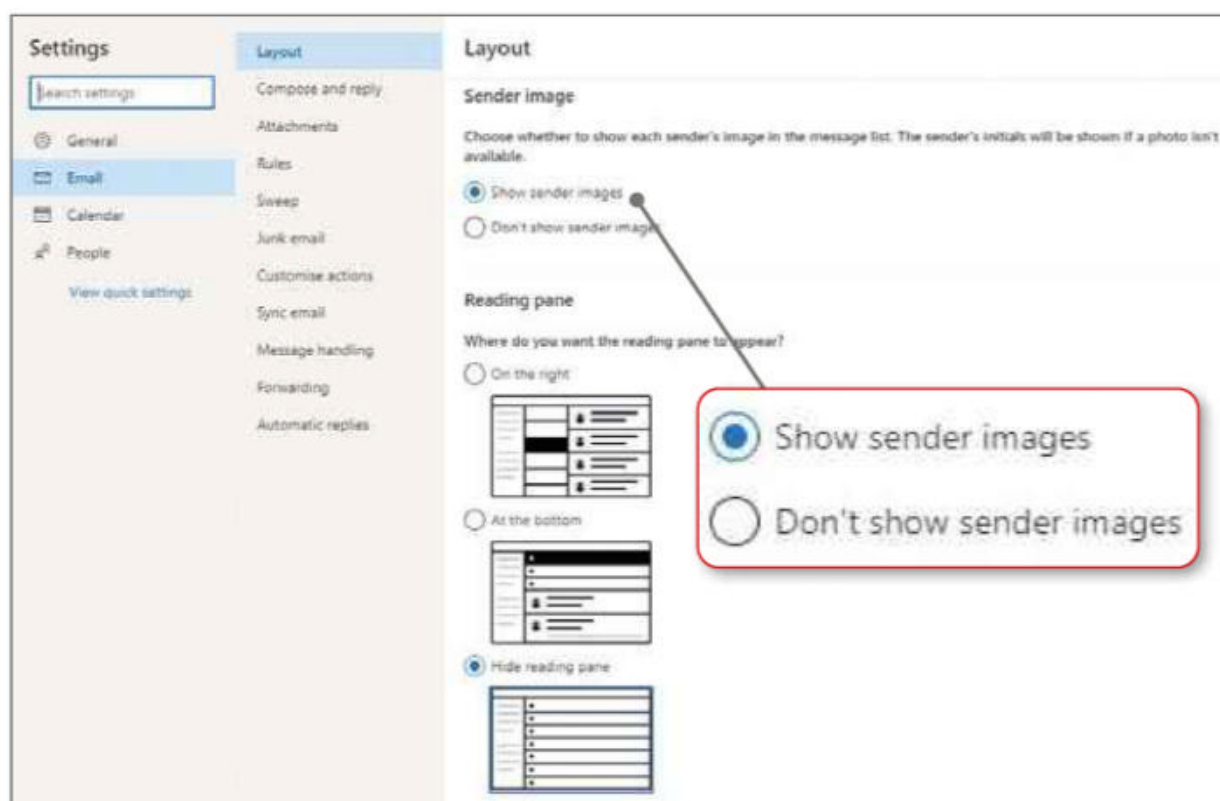 Settings
Search settings
General
Email
Calendar
People
View quick settings
Layout
Compose and reply
Attachments
Rules
Sweep
Junk email
Customise actions
Sync email
Message handling
Forwarding
Automatic replies
Layout
Sender image
Choose whether to show each sender's image in the message list. The sender's initials will be shown if a photo isn't
available.
Show sender images
Don't show sender images
Reading pane
Where do you want the reading pane to appear?
On the right
At the bottom
Hide reading pane
Show sender images
Don't show sender images